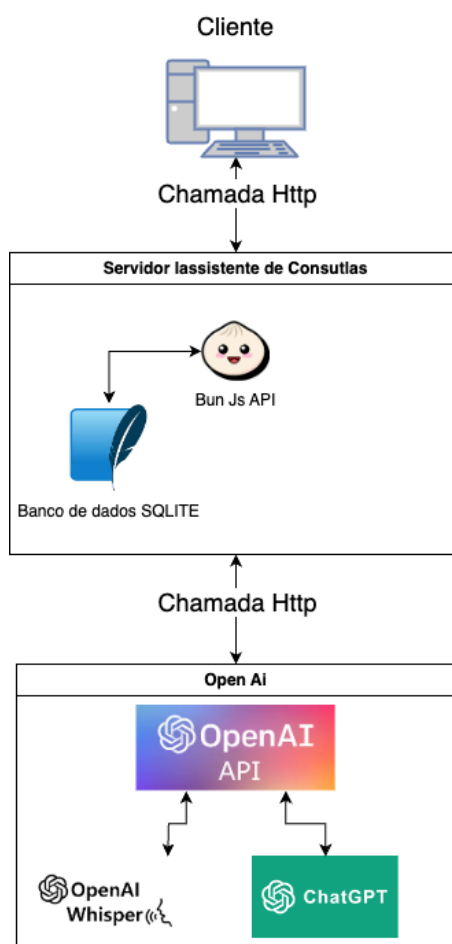 Cliente
Chamada Http
Servidor Iassistente de Consutlas
Bun Js API
Banco de dados SQLITE
Chamada Http
Open Ai
OpenAI
API
OpenAI
Whisper
ChatGPT